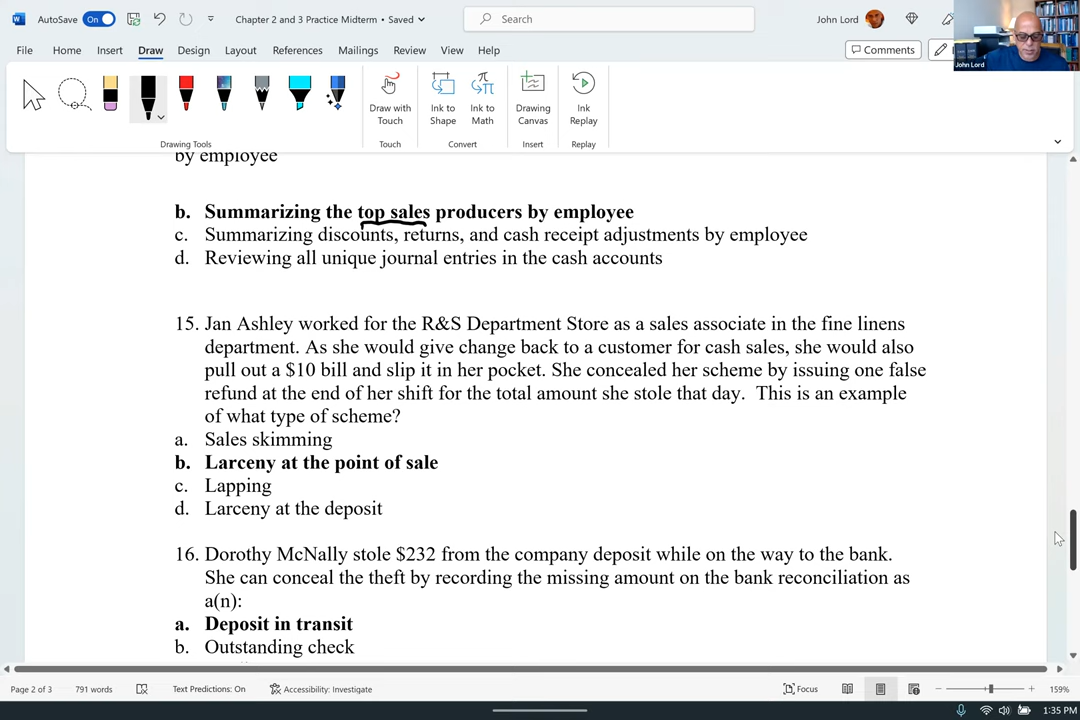 AutoSave On Chapter 2 and 3 Practice Midterm • Saved Search John Lord
File Home Insert Draw Design Layout References Mailings Review View Help Comments
John Lord
Draw with Touch
Ink to Shape
Ink to Math
Drawing Canvas
Ink Replay
Drawing Tools Touch Convert Insert Replay
by employee
b. Summarizing the top sales producers by employee
c. Summarizing discounts, returns, and cash receipt adjustments by employee
d. Reviewing all unique journal entries in the cash accounts
15. Jan Ashley worked for the R&S Department Store as a sales associate in the fine linens
department. As she would give change back to a customer for cash sales, she would also
pull out a $10 bill and slip it in her pocket. She concealed her scheme by issuing one false
refund at the end of her shift for the total amount she stole that day. This is an example
of what type of scheme?
a. Sales skimming
b. Larceny at the point of sale
c. Lapping
d. Larceny at the deposit
16. Dorothy McNally stole $232 from the company deposit while on the way to the bank.
She can conceal the theft by recording the missing amount on the bank reconciliation as
a(n):
a. Deposit in transit
b. Outstanding check
Page 2 of 3 791 words Text Predictions: On Accessibility: Investigate Focus 159%
1:35 PM